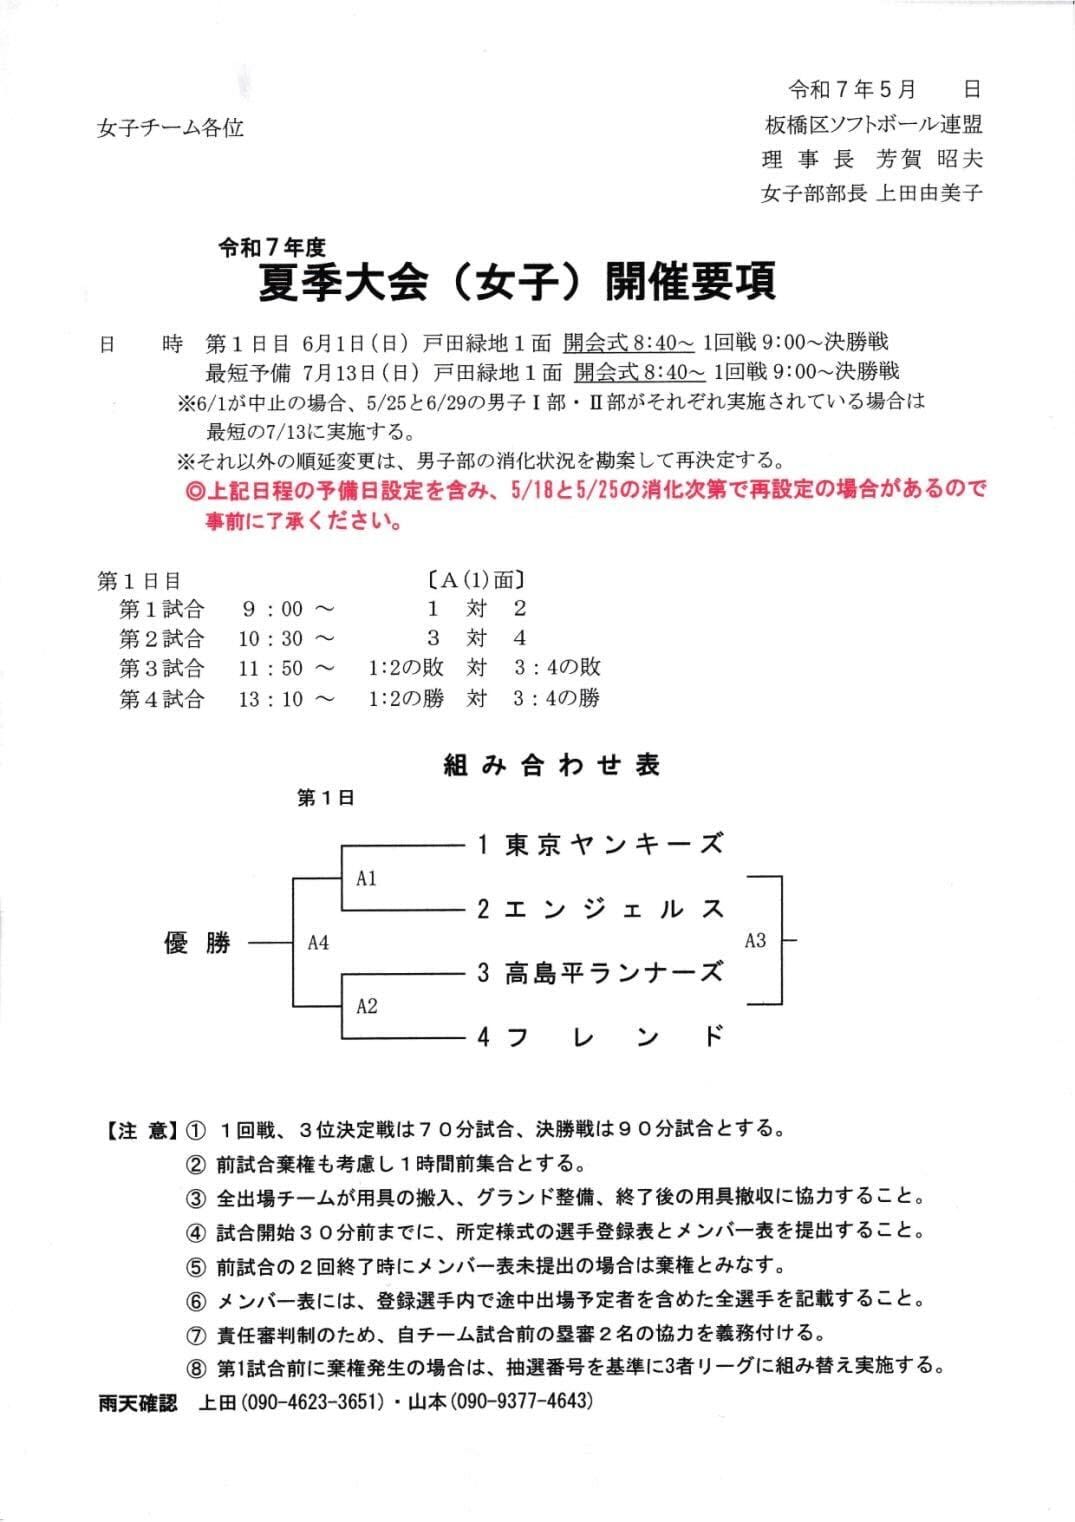 令和７年５月　　日
女子チーム各位
板橋区ソフトボール連盟
理 事 長　芳賀 昭夫
女子部部長 上田由美子
令和７年度
夏季大会（女子）開催要項
日　　時　第１日目 6月1日(日) 戸田緑地１面 開会式8:40～ 1回戦 9:00～決勝戦
最短予備 7月13日(日) 戸田緑地１面 開会式8:40～ 1回戦 9:00～決勝戦
※6/1が中止の場合、5/25と6/29の男子Ⅰ部・Ⅱ部がそれぞれ実施されている場合は
最短の7/13に実施する。
※それ以外の順延変更は、男子部の消化状況を勘案して再決定する。
◎上記日程の予備日設定を含み、5/18と5/25の消化次第で再設定の場合があるので
事前に了承ください。
第１日目　〔A(1)面〕
第１試合　9：00 ～　1　対　2
第２試合　10：30 ～　3　対　4
第３試合　11：50 ～　1:2の敗　対　3：4の敗
第４試合　13：10 ～　1:2の勝　対　3：4の勝
組 み 合 わ せ 表
第１日
1 東京ヤンキーズ
A1
2 エンジェルス
優 勝　A4　A3
3 高島平ランナーズ
A2
4 フレンド
【注 意】① １回戦、３位決定戦は７０分試合、決勝戦は９０分試合とする。
② 前試合棄権も考慮し１時間前集合とする。
③ 全出場チームが用具の搬入、グランド整備、終了後の用具撤収に協力すること。
④ 試合開始３０分前までに、所定様式の選手登録表とメンバー表を提出すること。
⑤ 前試合の２回終了時にメンバー表未提出の場合は棄権とみなす。
⑥ メンバー表には、登録選手内で途中出場予定者を含めた全選手を記載すること。
⑦ 責任審判制のため、自チーム試合前の塁審２名の協力を義務付ける。
⑧ 第1試合前に棄権発生の場合は、抽選番号を基準に3者リーグに組み替え実施する。
雨天確認　上田(090-4623-3651)・山本(090-9377-4643)